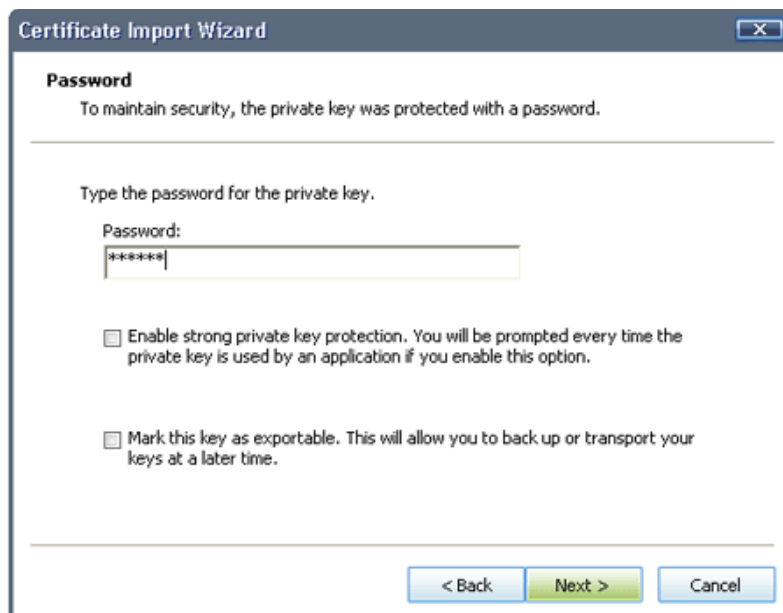 Certificate Import Wizard
Password
To maintain security, the private key was protected with a password.
Type the password for the private key.
Password:
******
Enable strong private key protection. You will be prompted every time the
private key is used by an application if you enable this option.
Mark this key as exportable. This will allow you to back up or transport your
keys at a later time.
< Back
Next >
Cancel